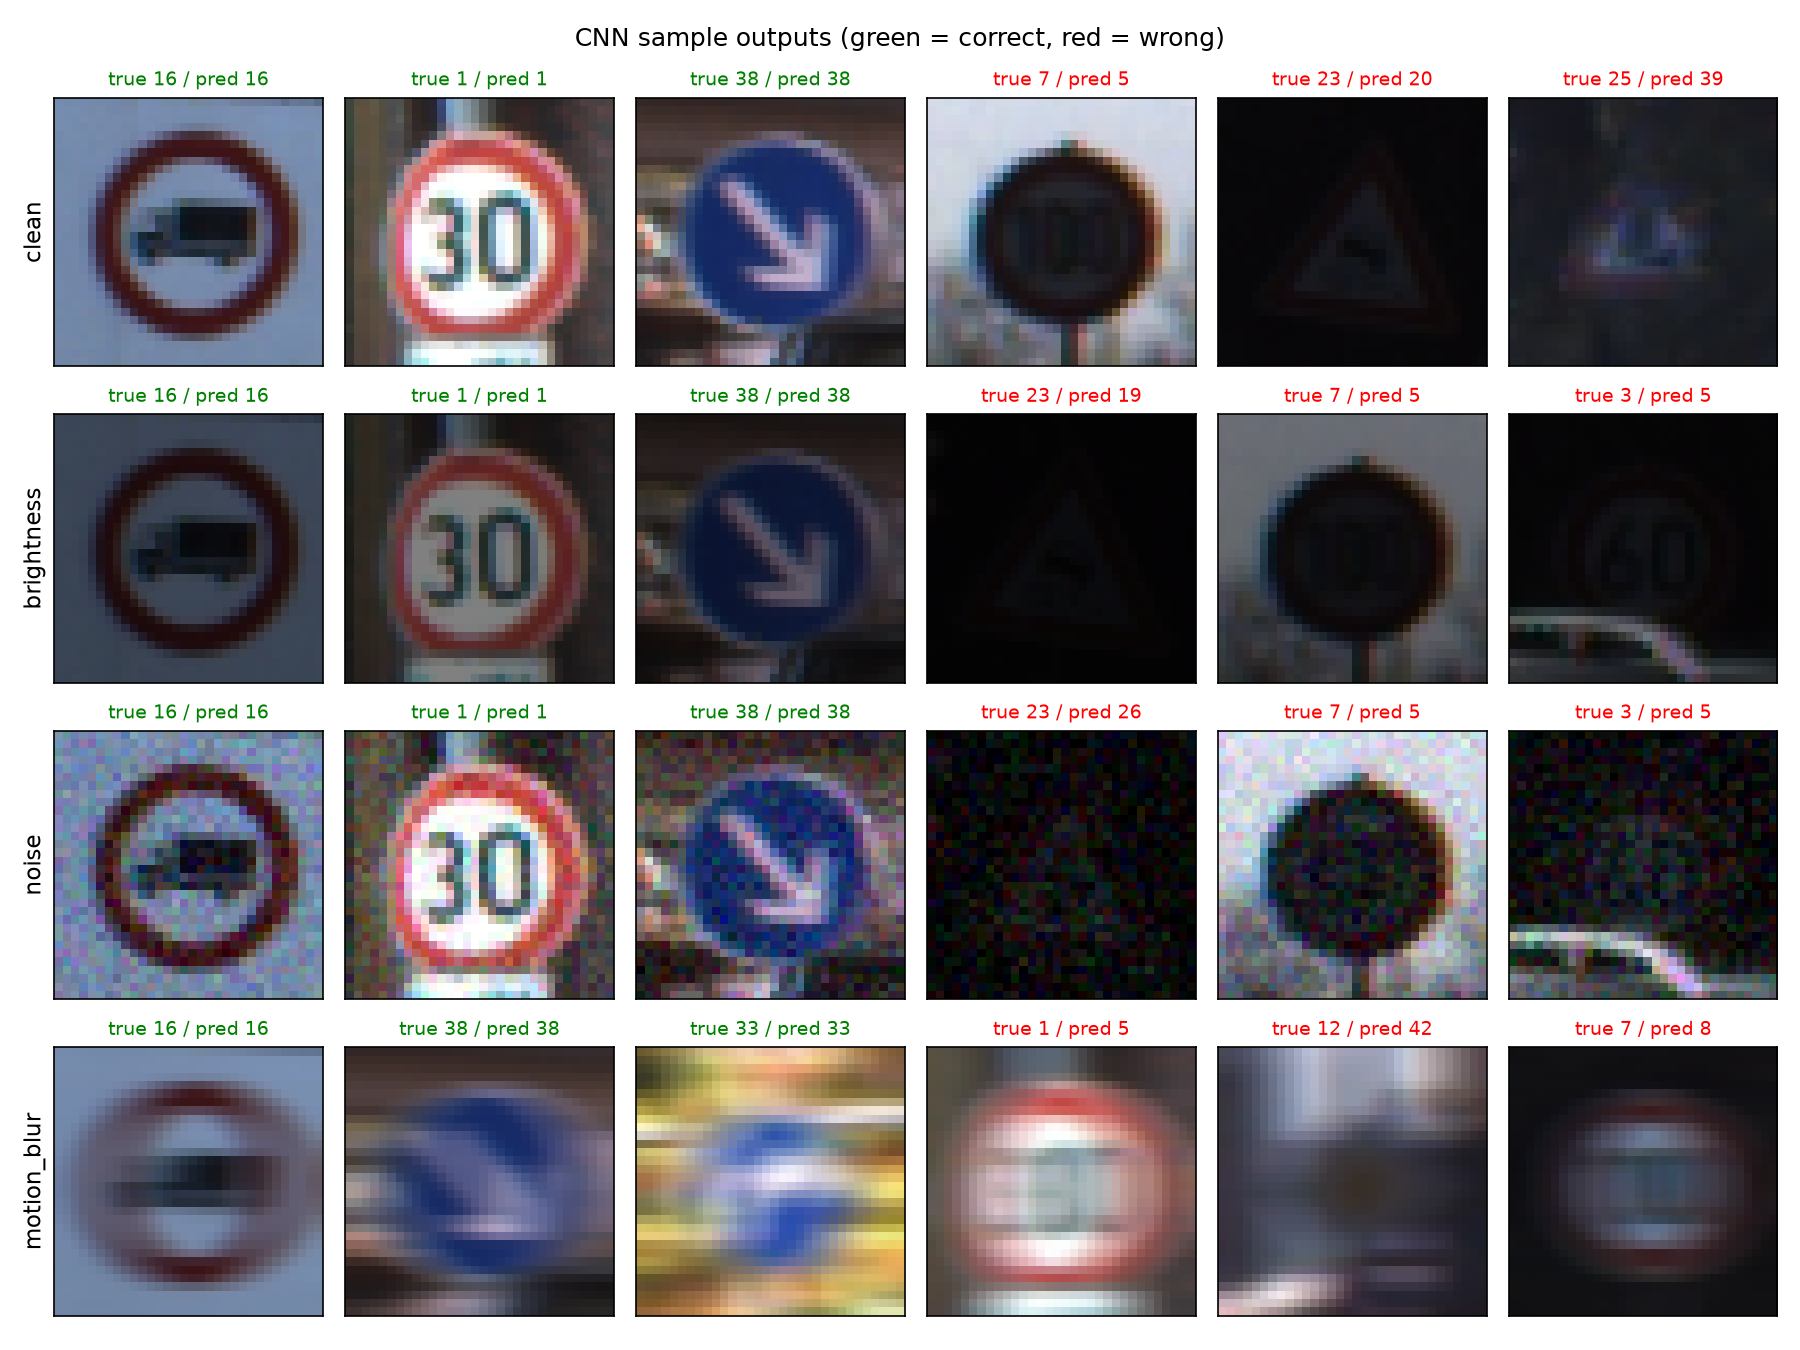 CNN sample outputs (green = correct, red = wrong)
true 16 / pred 16
true 1 / pred 1
true 38 / pred 38
true 7 / pred 5
true 23 / pred 20
true 25 / pred 39
clean
30
100
true 16 / pred 16
true 1 / pred 1
true 38 / pred 38
true 23 / pred 19
true 7 / pred 5
true 3 / pred 5
brightness
30
100
60
true 16 / pred 16
true 1 / pred 1
true 38 / pred 38
true 23 / pred 26
true 7 / pred 5
true 3 / pred 5
noise
30
true 16 / pred 16
true 38 / pred 38
true 33 / pred 33
true 1 / pred 5
true 12 / pred 42
true 7 / pred 8
motion_blur